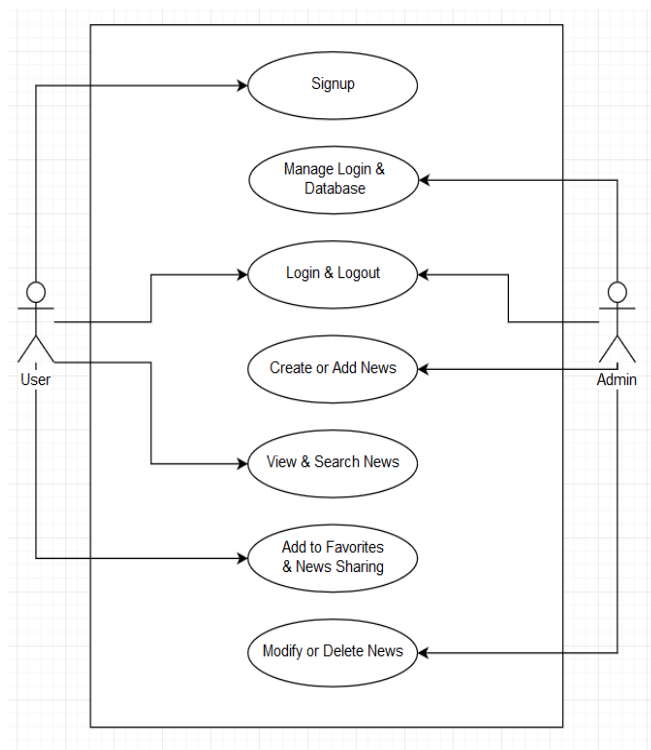 Signup
Manage Login &
Database
Login & Logout
Create or Add News
User
Admin
View & Search News
Add to Favorites
& News Sharing
Modify or Delete News